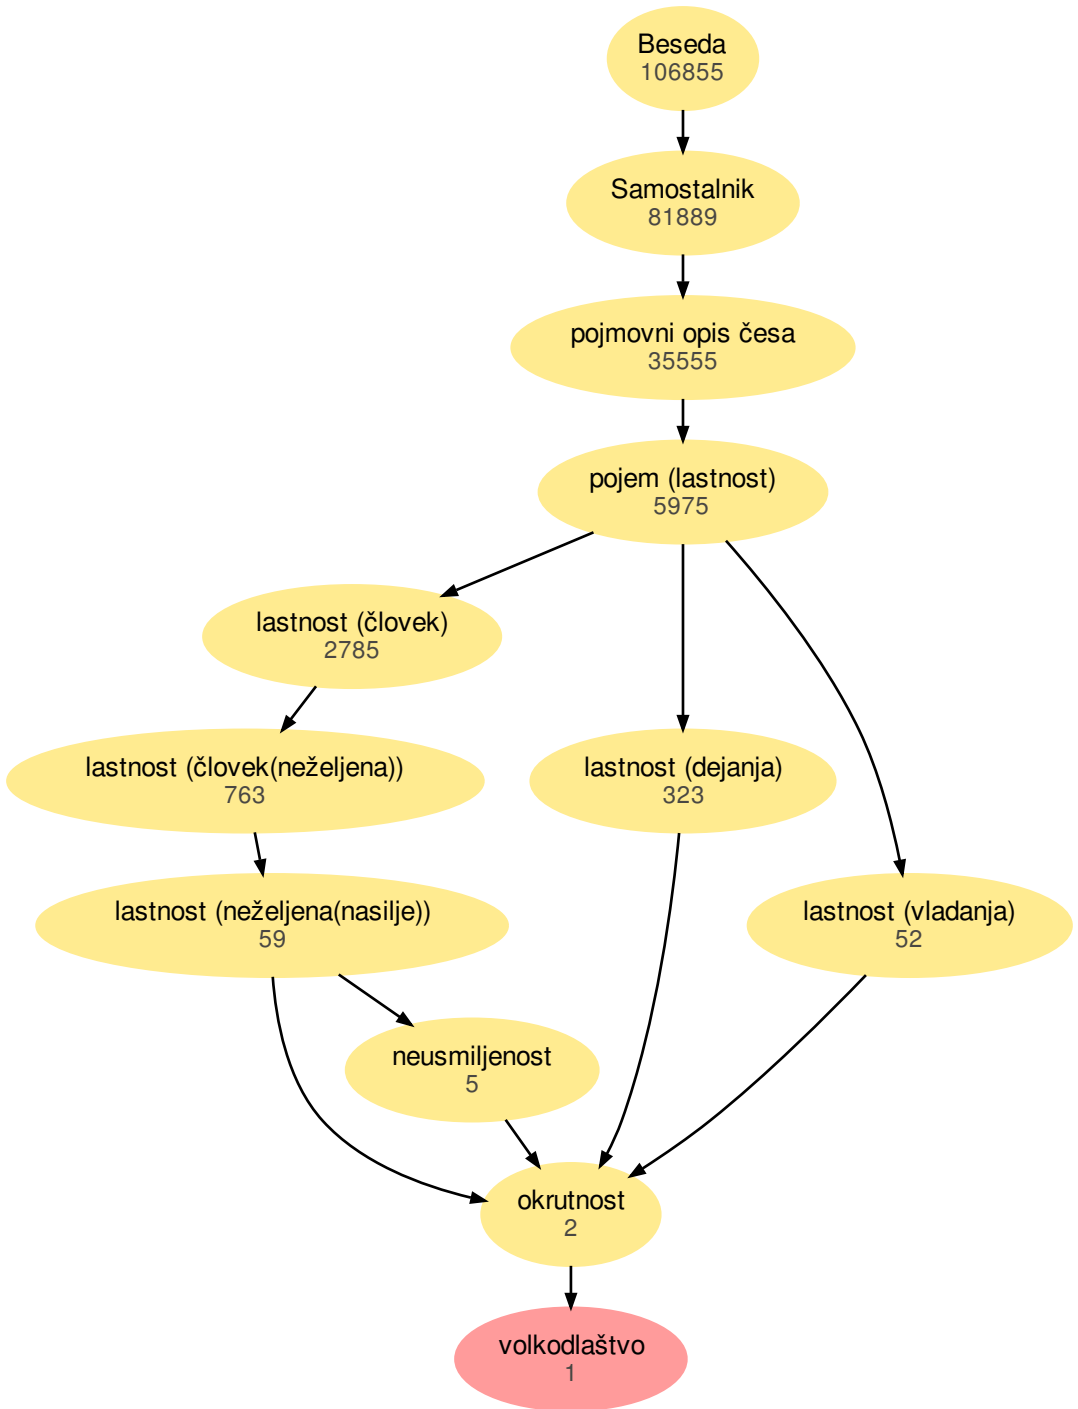 Beseda
106855
Samostalnik
81889
pojmovni opis česa
35555
pojem (lastnost)
5975
lastnost (človek)
2785
lastnost (človek(neželjena))
763
lastnost (dejanja)
323
lastnost (neželjena(nasilje))
59
lastnost (vladanja)
52
neusmiljenost
5
okrutnost
2
volkodlaštvo
1